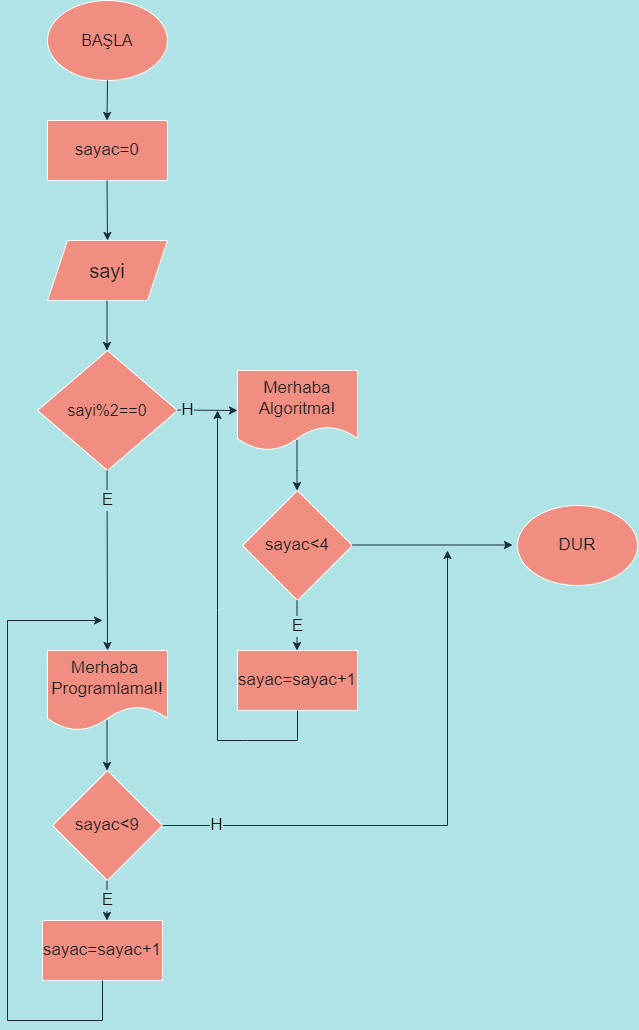 BAŞLA
sayac=0
sayi
sayi%2==0
H
Merhaba
Algoritma!
E
sayac<4
DUR
E
sayac=sayac+1
Merhaba
Programlama!!
sayac<9
H
E
sayac=sayac+1